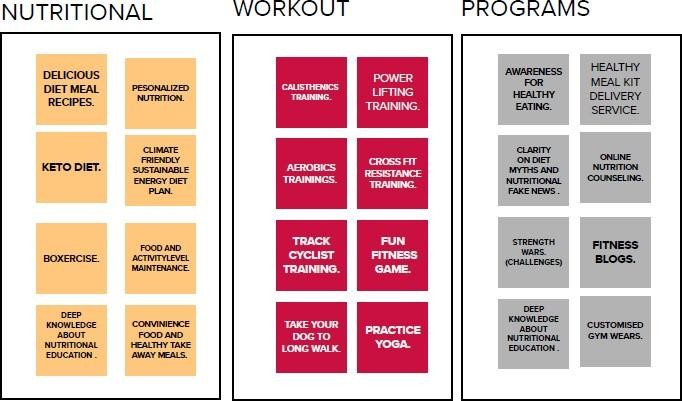 NUTRITIONAL
DELICIOUS
DIET MEAL
RECIPES.
PESONALIZED
NUTRITION.
KETO DIET.
CLIMATE
FRIENDLY
SUSTAINABLE
ENERGY DIET
PLAN.
BOXERCISE.
FOOD AND
ACTIVITYLEVEL
MAINTENANCE.
DEEP
KNOWLEDGE
ABOUT
NUTRITIONAL
EDUCATION .
CONVINIENCE
FOOD AND
HEALTHY TAKE
AWAY MEALS.
WORKOUT
CALISTHENICS
TRAINING.
POWER
LIFTING
TRAINING.
AEROBICS
TRAININGS.
CROSS FIT
RESISTANCE
TRAINING.
TRACK
CYCLIST
TRAINING.
FUN
FITNESS
GAME.
TAKE YOUR
DOG TO
LONG WALK.
PRACTICE
YOGA.
PROGRAMS
AWARENESS
FOR
HEALTHY
EATING.
HEALTHY
MEAL KIT
DELIVERY
SERVICE.
CLARITY
ON DIET
MYTHS AND
NUTRITIONAL
FAKE NEWS .
ONLINE
NUTRITION
COUNSELING.
STRENGTH
WARS.
(CHALLENGES)
FITNESS
BLOGS.
DEEP
KNOWLEDGE
ABOUT
NUTRITIONAL
EDUCATION .
CUSTOMISED
GYM WEARS.